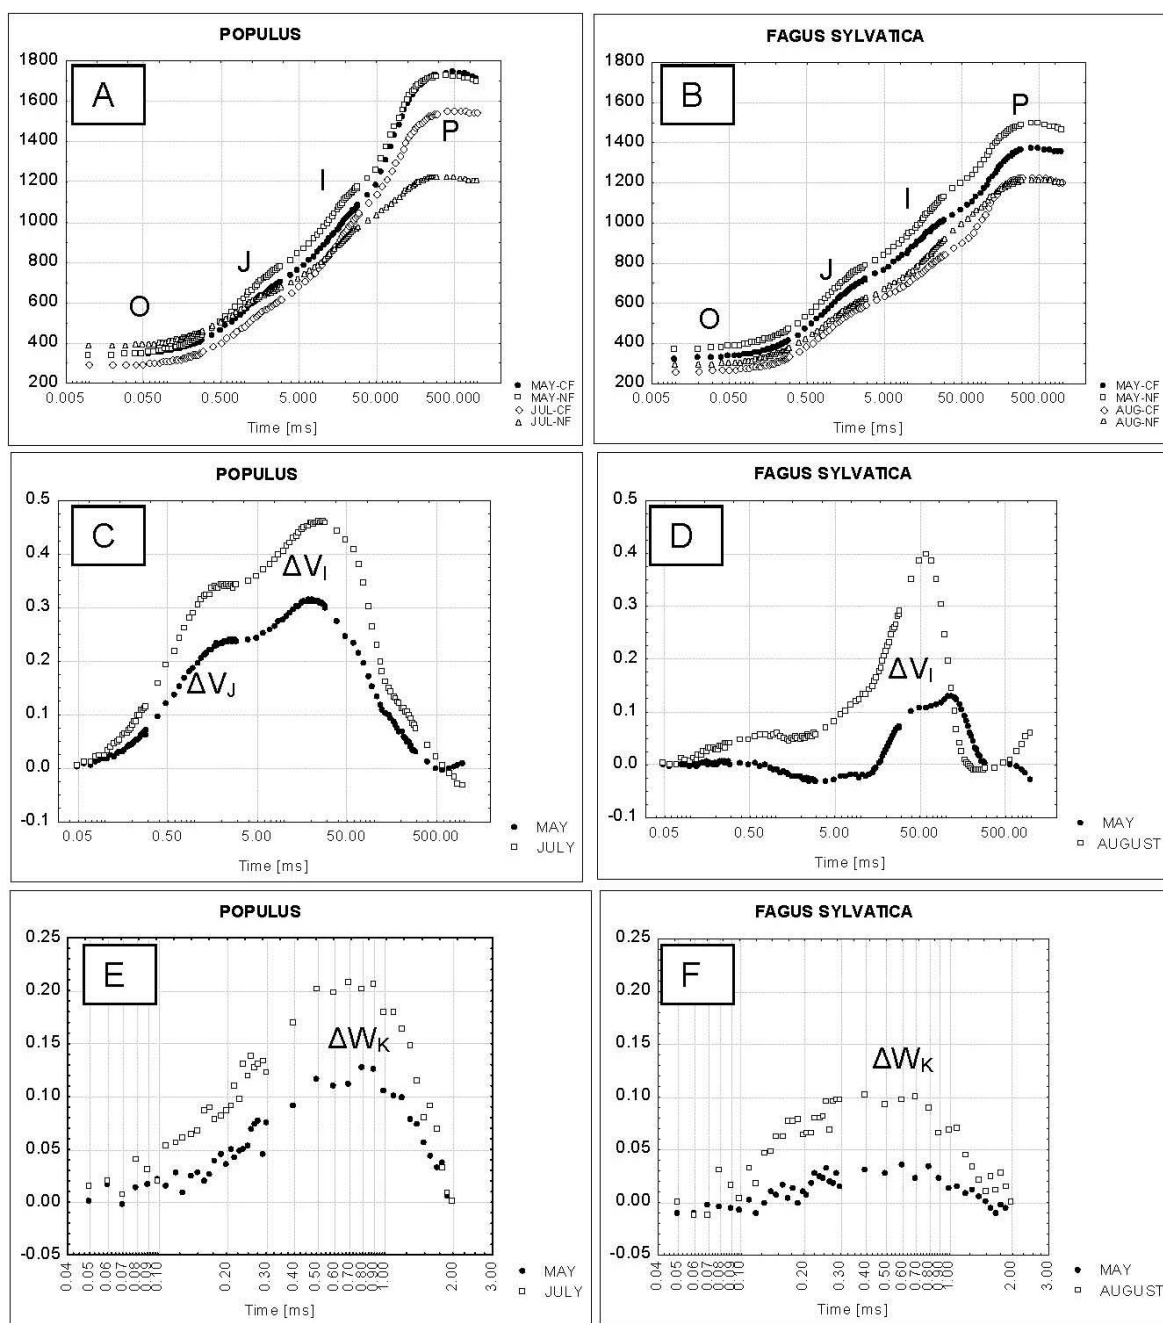 POPULUS
1800
1600
1400
1200
1000
800
600
400
200
A
O
J
I
P
0.005
0.050
0.500
5.000
50.000
500.000
Time [ms]
MAY-CF
MAY-NF
JUL-CF
JUL-NF
FAGUS SYLVATICA
1800
1600
1400
1200
1000
800
600
400
200
B
O
J
I
P
0.005
0.050
0.500
5.000
50.000
500.000
Time [ms]
MAY-CF
MAY-NF
AUG-CF
AUG-NF
POPULUS
0.5
0.4
0.3
0.2
0.1
0.0
-0.1
C
ΔVI
ΔVJ
0.05
0.50
5.00
50.00
500.00
Time [ms]
MAY
JULY
FAGUS SYLVATICA
0.5
0.4
0.3
0.2
0.1
0.0
-0.1
D
ΔVI
0.05
0.50
5.00
50.00
500.00
Time [ms]
MAY
AUGUST
POPULUS
0.25
0.20
0.15
0.10
0.05
0.00
-0.05
E
ΔWK
0.04
0.05
0.06
0.07
0.08
0.09
0.10
0.20
0.30
0.40
0.50
0.60
0.70
0.80
0.90
1.00
2.00
3.00
Time [ms]
MAY
JULY
FAGUS SYLVATICA
0.25
0.20
0.15
0.10
0.05
0.00
-0.05
F
ΔWK
0.04
0.05
0.06
0.07
0.08
0.09
0.10
0.20
0.30
0.40
0.50
0.60
0.70
0.80
0.90
1.00
2.00
3.00
Time [ms]
MAY
AUGUST